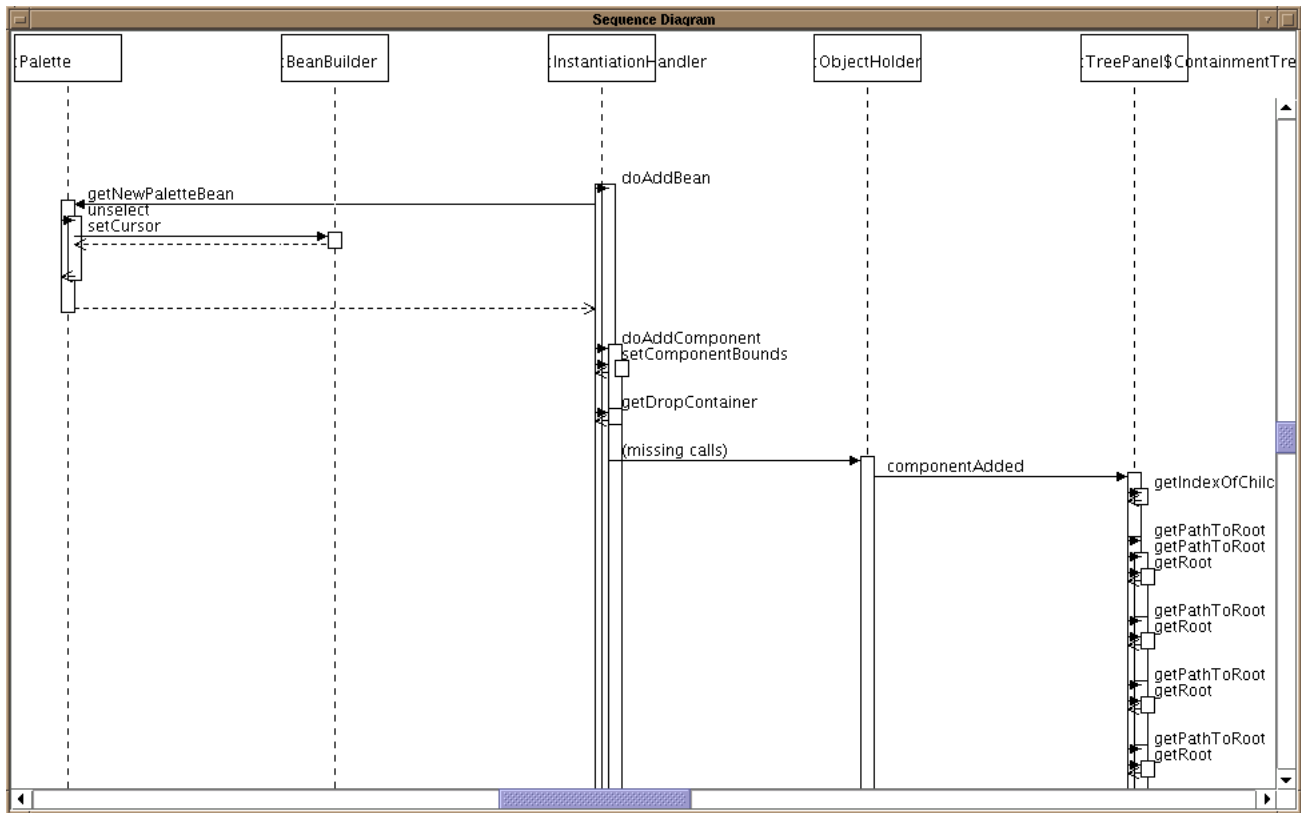 Sequence Diagram
:Palette
:BeanBuilder
:InstantiationHandler
:ObjectHolder
:TreePanel$ContainmentTre
doAddBean
getNewPaletteBean
unselect
setCursor
doAddComponent
setComponentBounds
getDropContainer
(missing calls)
componentAdded
getIndexOfChilc
getPathToRoot
getPathToRoot
getRoot
getPathToRoot
getRoot
getPathToRoot
getRoot
getPathToRoot
getRoot